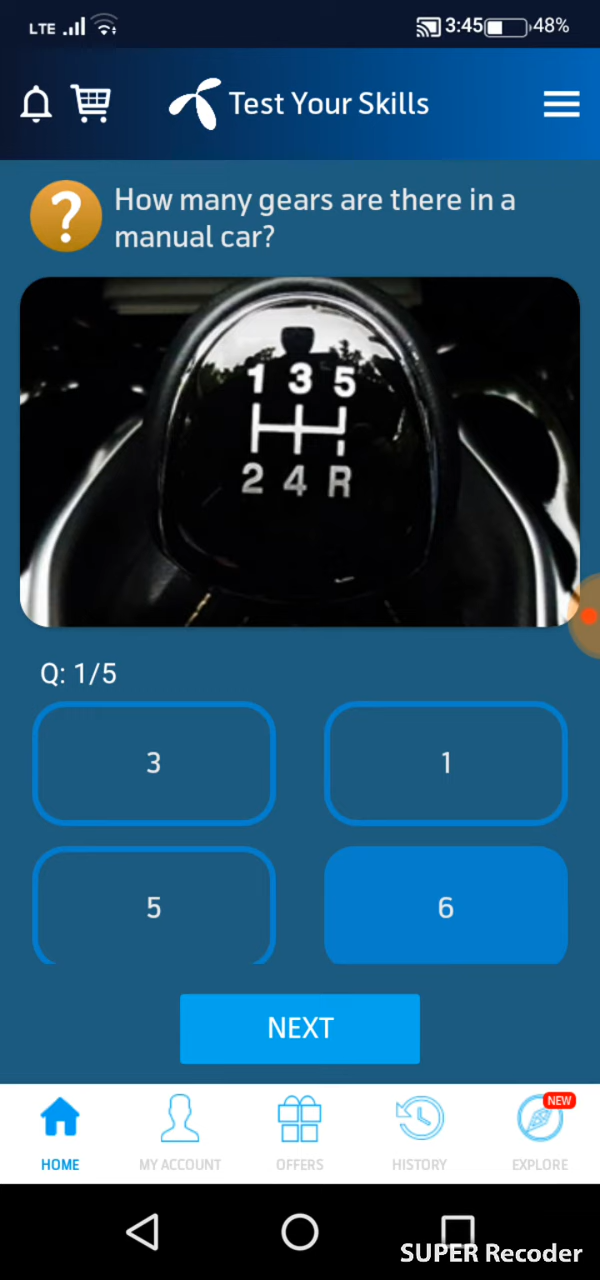 LTE 3:45 48%
Test Your Skills
How many gears are there in a
manual car?
1 3 5
2 4 R
Q: 1/5
3 1
5 6
NEXT
NEW
HOME MY ACCOUNT OFFERS HISTORY EXPLORE
SUPER Recoder